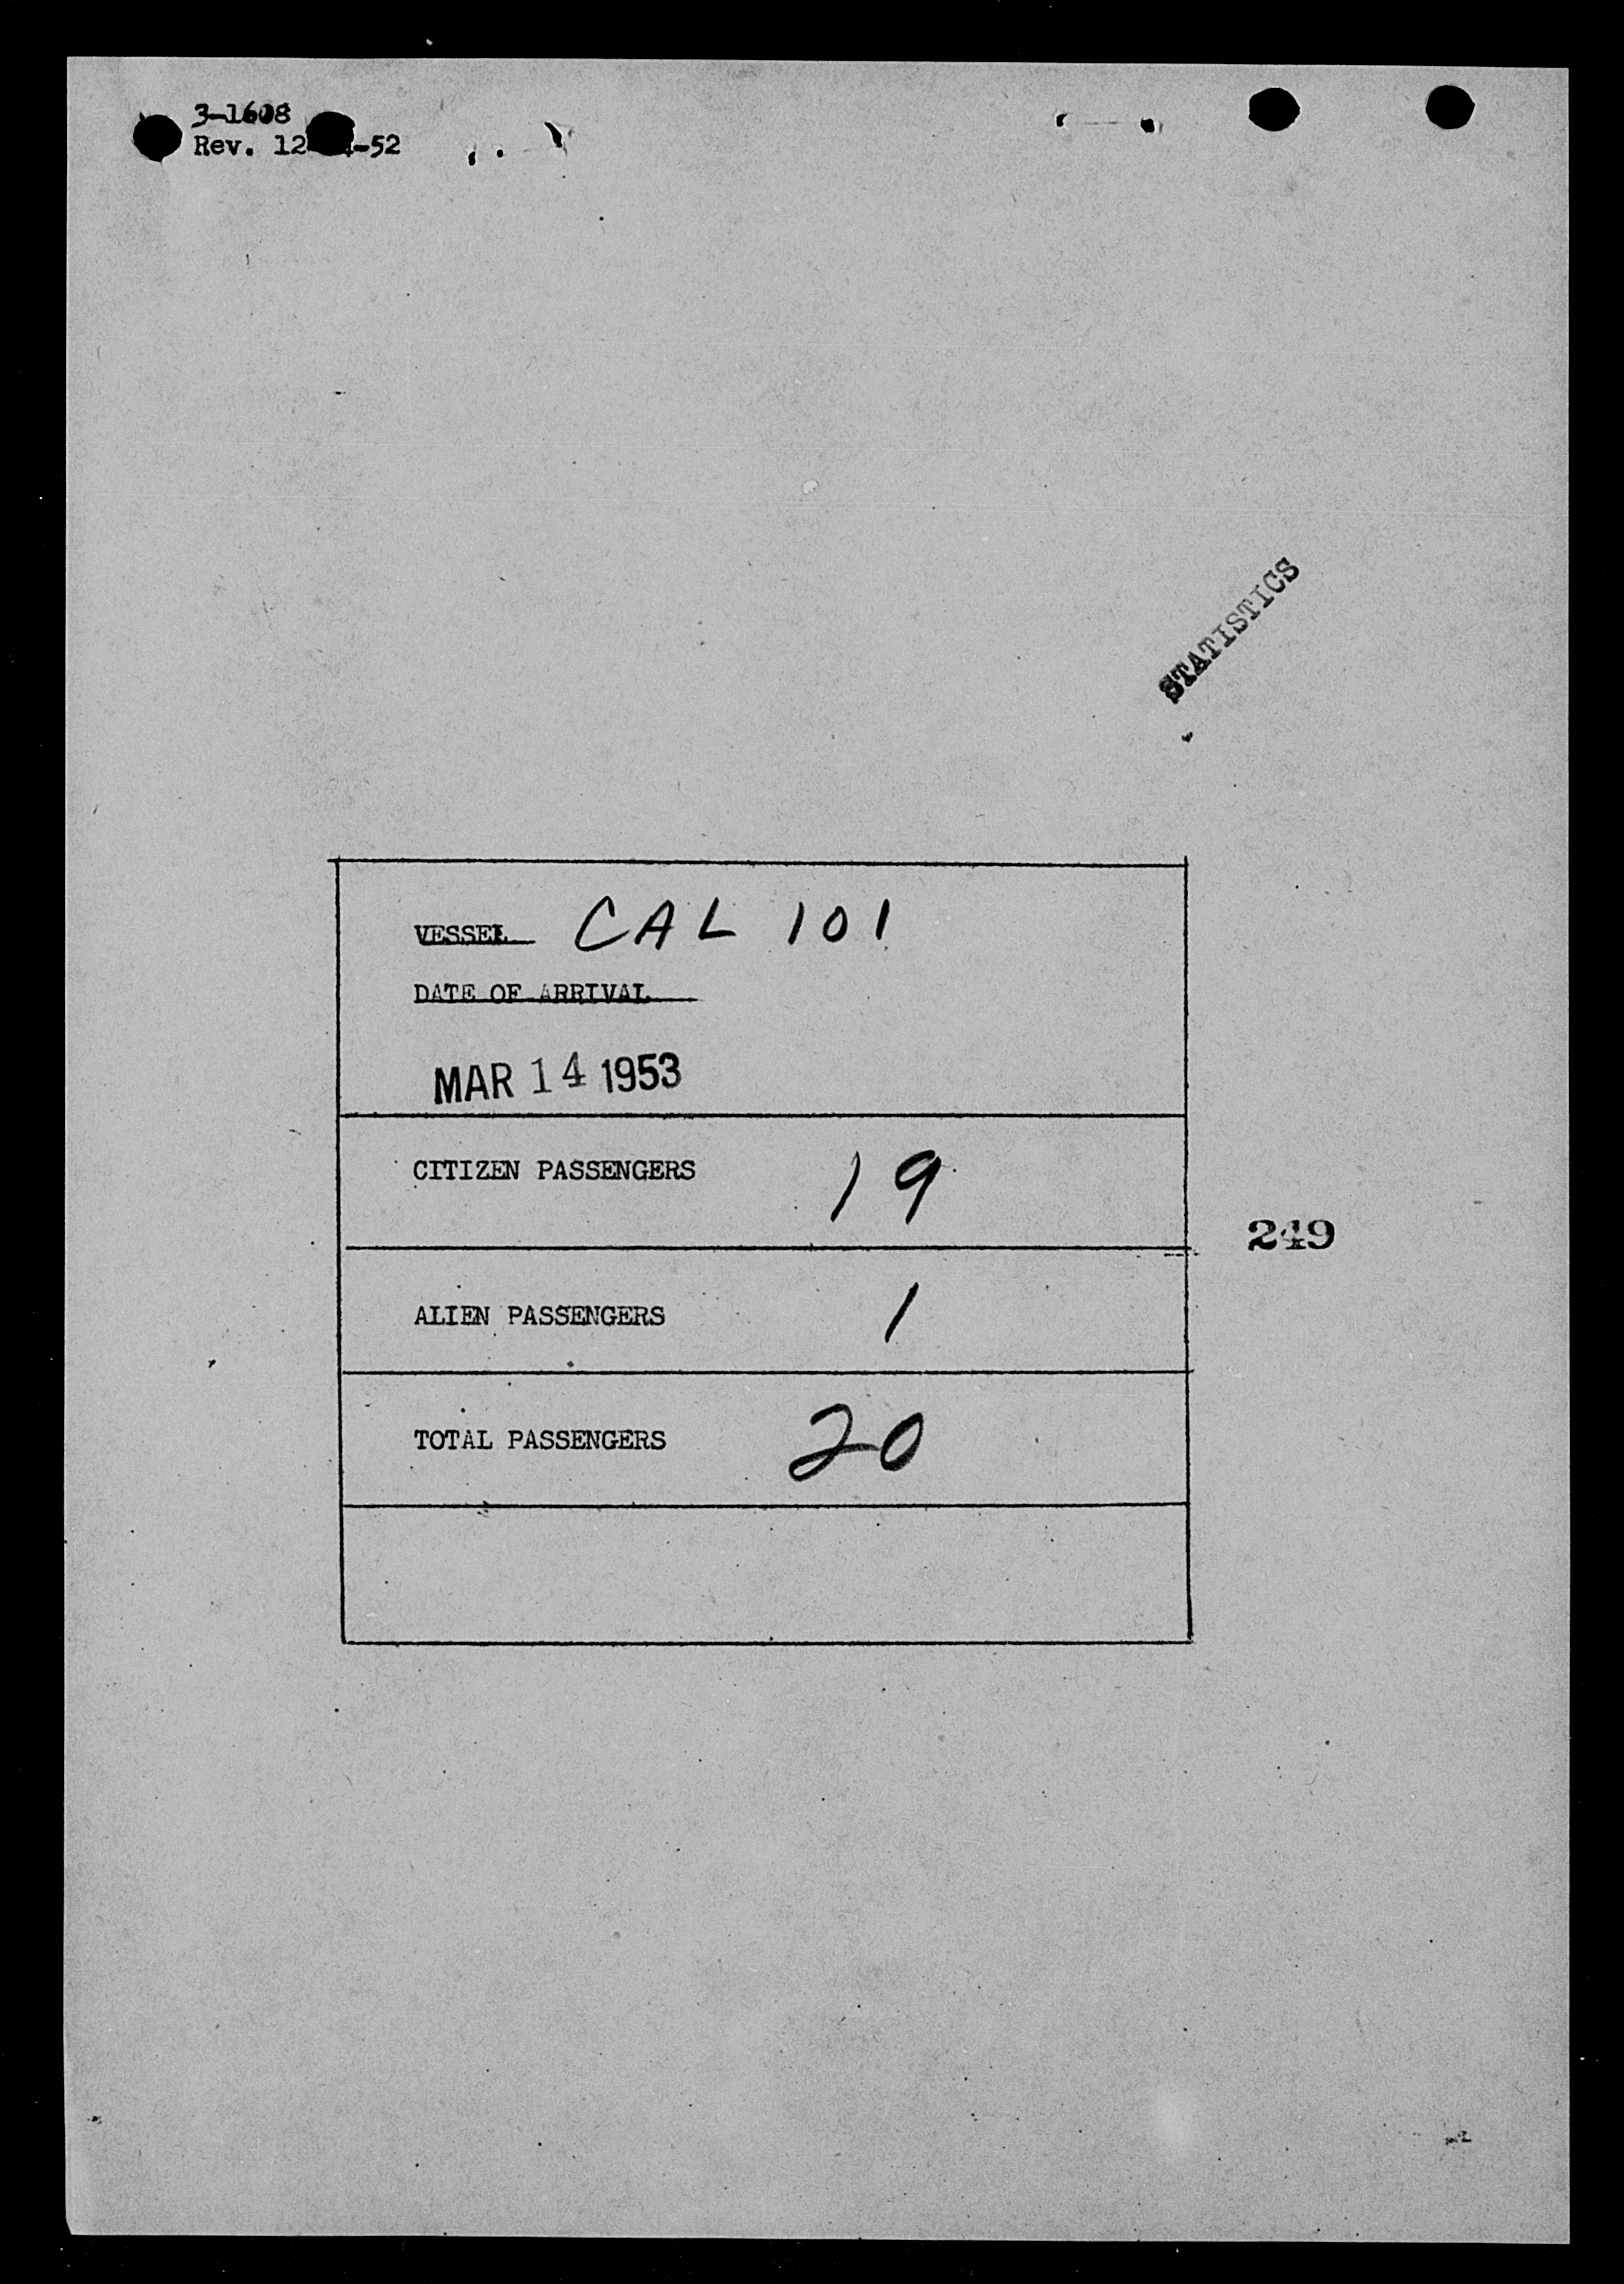 3-1608
Rev. 12-52
STATISTICS
VESSEL CAL 101
DATE OF ARRIVAL
MAR 14 1953
CITIZEN PASSENGERS 19
249
ALIEN PASSENGERS 1
TOTAL PASSENGERS 20